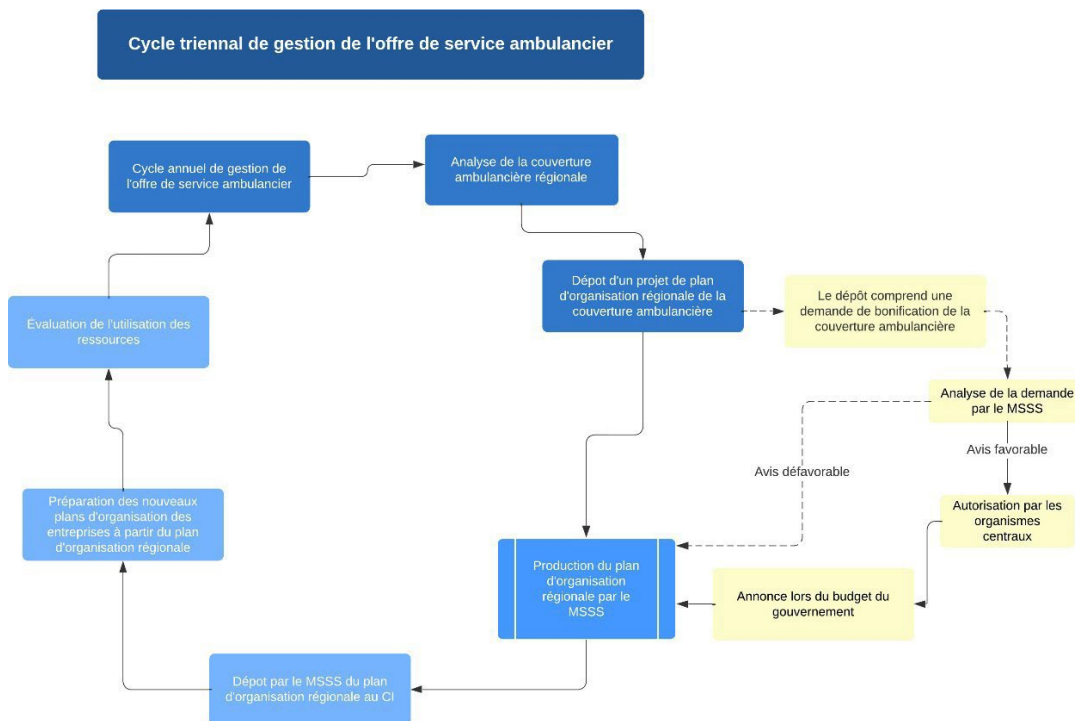 Cycle triennal de gestion de l'offre de service ambulancier
Cycle annuel de gestion de
l'offre de service ambulancier
Analyse de la couverture
ambulancière régionale
Dépot d'un projet de plan
d'organisation régionale de la
couverture ambulancière
Le dépôt comprend une
demande de bonification de la
couverture ambulancière
Évaluation de l'utilisation des
ressources
Analyse de la demande
par le MSSS
Avis favorable
Avis défavorable
Préparation des nouveaux
plans d'organisation des
entreprises à partir du plan
d'organisation régionale
Autorisation par les
organismes
centraux
Production du plan
d'organisation
régionale par le
MSSS
Annonce lors du budget du
gouvernement
Dépot par le MSSS du plan
d'organisation régionale au CI